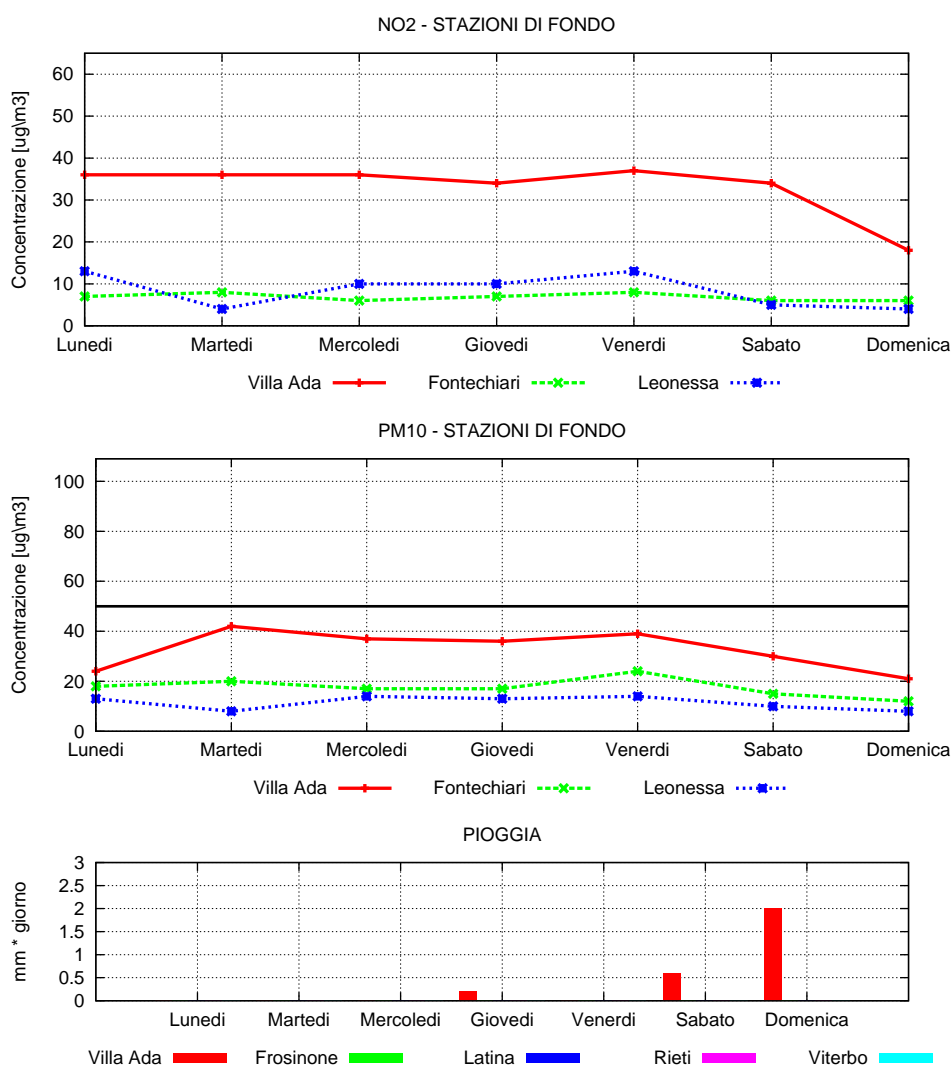 NO2 - STAZIONI DI FONDO
Concentrazione [ug\m3]
60
50
40
30
20
10
0
Lunedi Martedi Mercoledi Giovedi Venerdi Sabato Domenica
Villa Ada Fontechiari Leonessa
PM10 - STAZIONI DI FONDO
Concentrazione [ug\m3]
100
80
60
40
20
0
Lunedi Martedi Mercoledi Giovedi Venerdi Sabato Domenica
Villa Ada Fontechiari Leonessa
PIOGGIA
mm * giorno
3
2.5
2
1.5
1
0.5
0
Lunedi Martedi Mercoledi Giovedi Venerdi Sabato Domenica
Villa Ada Frosinone Latina Rieti Viterbo